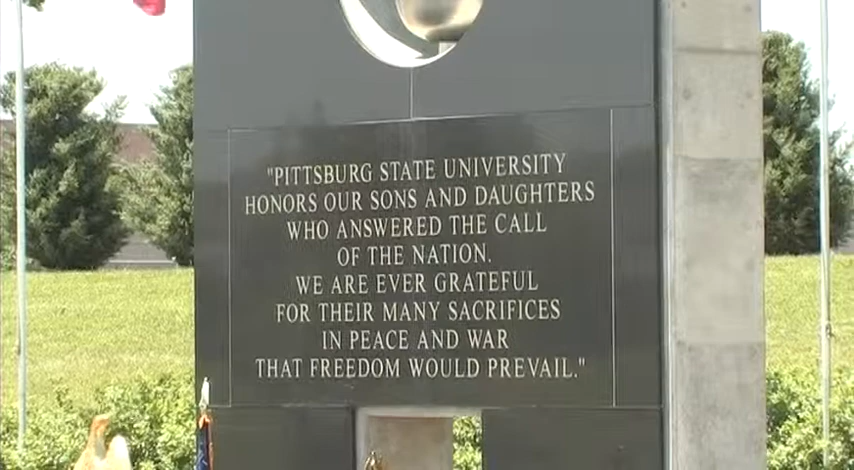 "PITTSBURG STATE UNIVERSITY
HONORS OUR SONS AND DAUGHTERS
WHO ANSWERED THE CALL
OF THE NATION.
WE ARE EVER GRATEFUL
FOR THEIR MANY SACRIFICES
IN PEACE AND WAR
THAT FREEDOM WOULD PREVAIL."